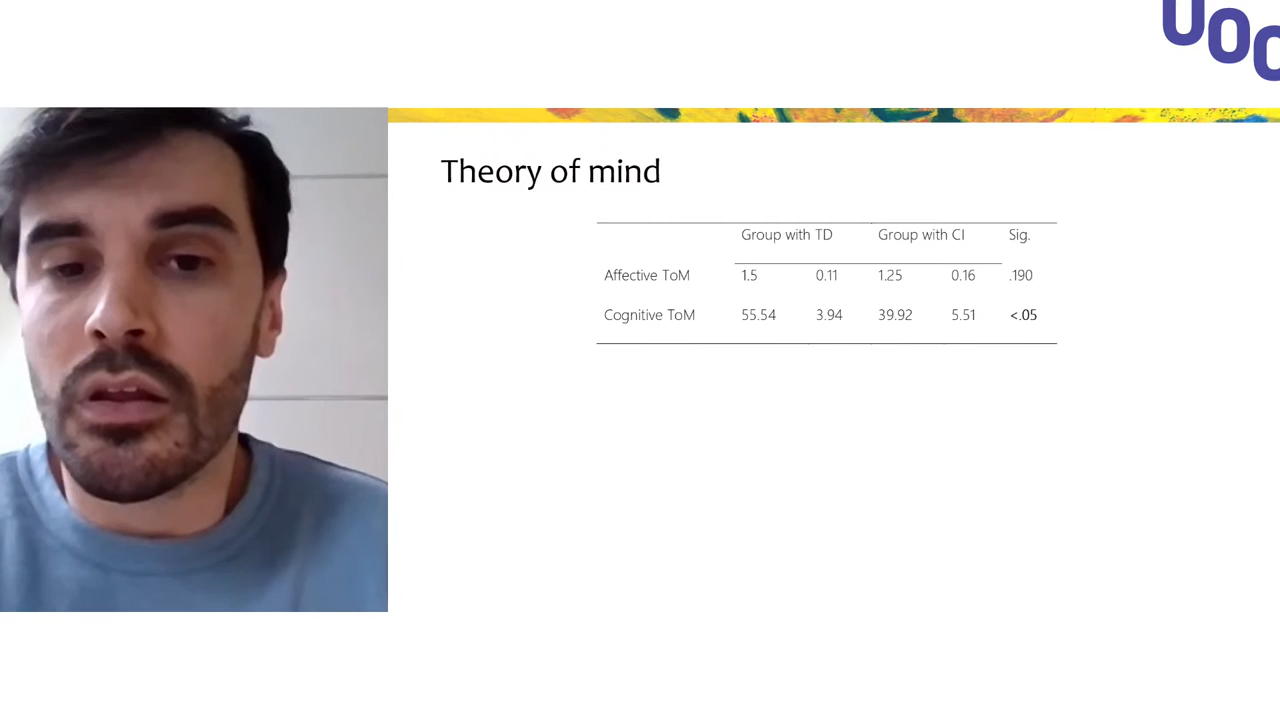 UOC
Theory of mind
Group with TD Group with CI Sig.
Affective ToM 1.5 0.11 1.25 0.16 .190
Cognitive ToM 55.54 3.94 39.92 5.51 <.05